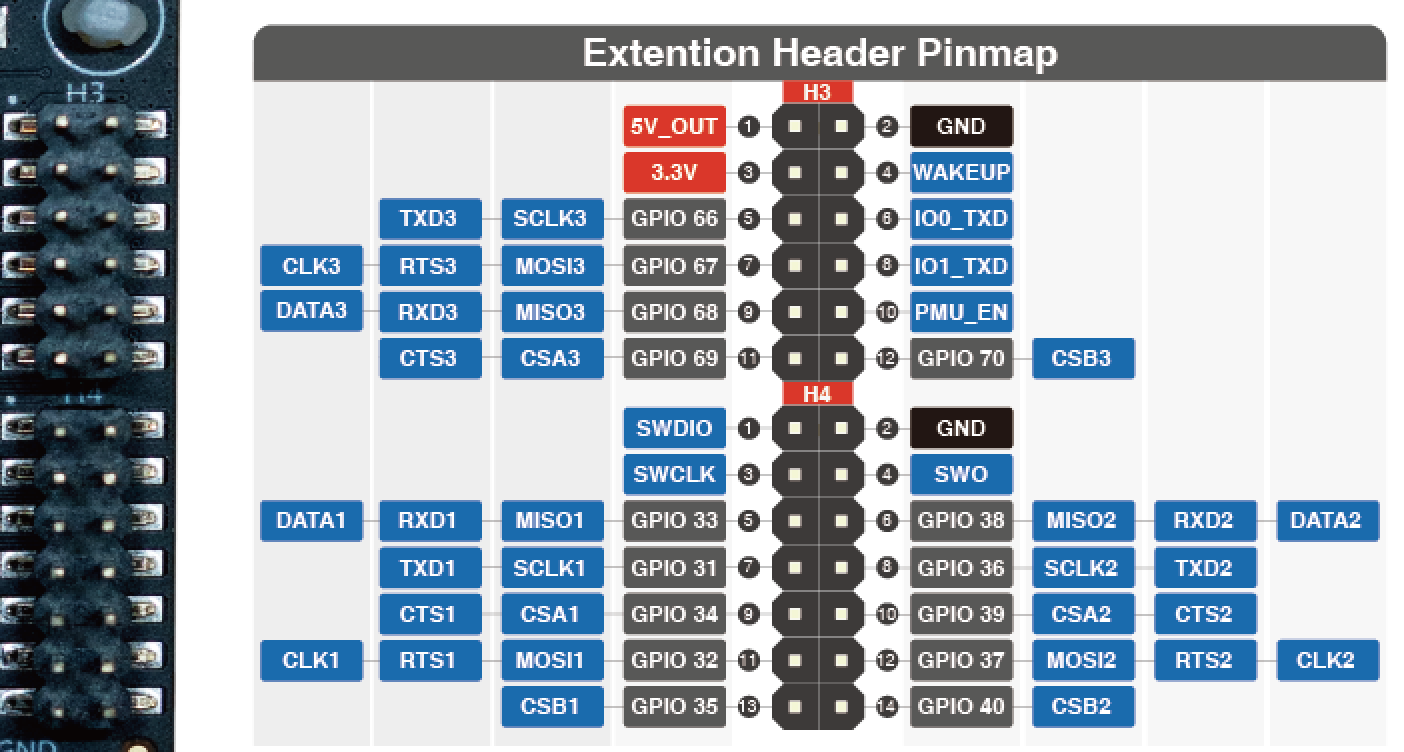 H3
H4
GND
Extention Header Pinmap
H3
5V_OUT 1 2 GND
3.3V 3 4 WAKEUP
TXD3 SCLK3 GPIO 66 5 6 IO0_TXD
CLK3 RTS3 MOSI3 GPIO 67 7 8 IO1_TXD
DATA3 RXD3 MISO3 GPIO 68 9 10 PMU_EN
CTS3 CSA3 GPIO 69 11 12 GPIO 70 CSB3
H4
SWDIO 1 2 GND
SWCLK 3 4 SWO
DATA1 RXD1 MISO1 GPIO 33 5 6 GPIO 38 MISO2 RXD2 DATA2
TXD1 SCLK1 GPIO 31 7 8 GPIO 36 SCLK2 TXD2
CTS1 CSA1 GPIO 34 9 10 GPIO 39 CSA2 CTS2
CLK1 RTS1 MOSI1 GPIO 32 11 12 GPIO 37 MOSI2 RTS2 CLK2
CSB1 GPIO 35 13 14 GPIO 40 CSB2